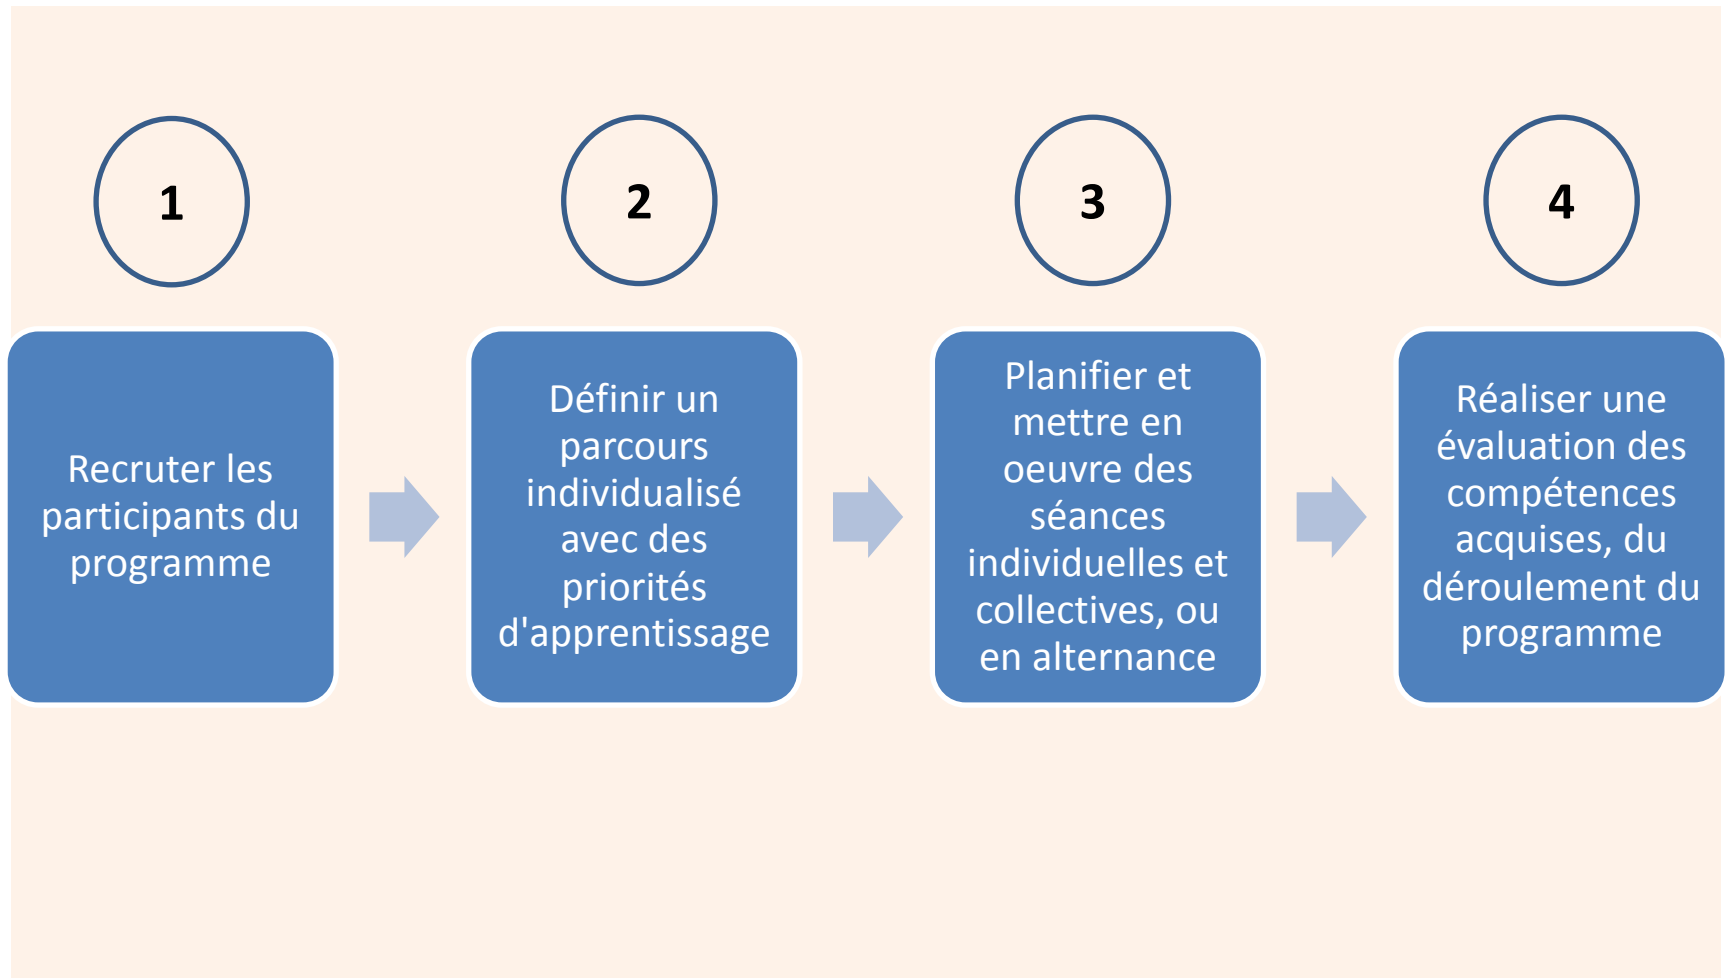 1
2
3
4
Recruter les
participants du
programme
Définir un
parcours
individualisé
avec des
priorités
d'apprentissage
Planifier et
mettre en
oeuvre des
séances
individuelles et
collectives, ou
en alternance
Réaliser une
évaluation des
compétences
acquises, du
déroulement du
programme